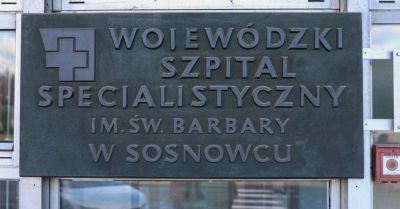 WOJEWÓDZKI
SZPITAL
SPECJALISTYCZNY
IM. ŚW. BARBARY
W SOSNOWCU